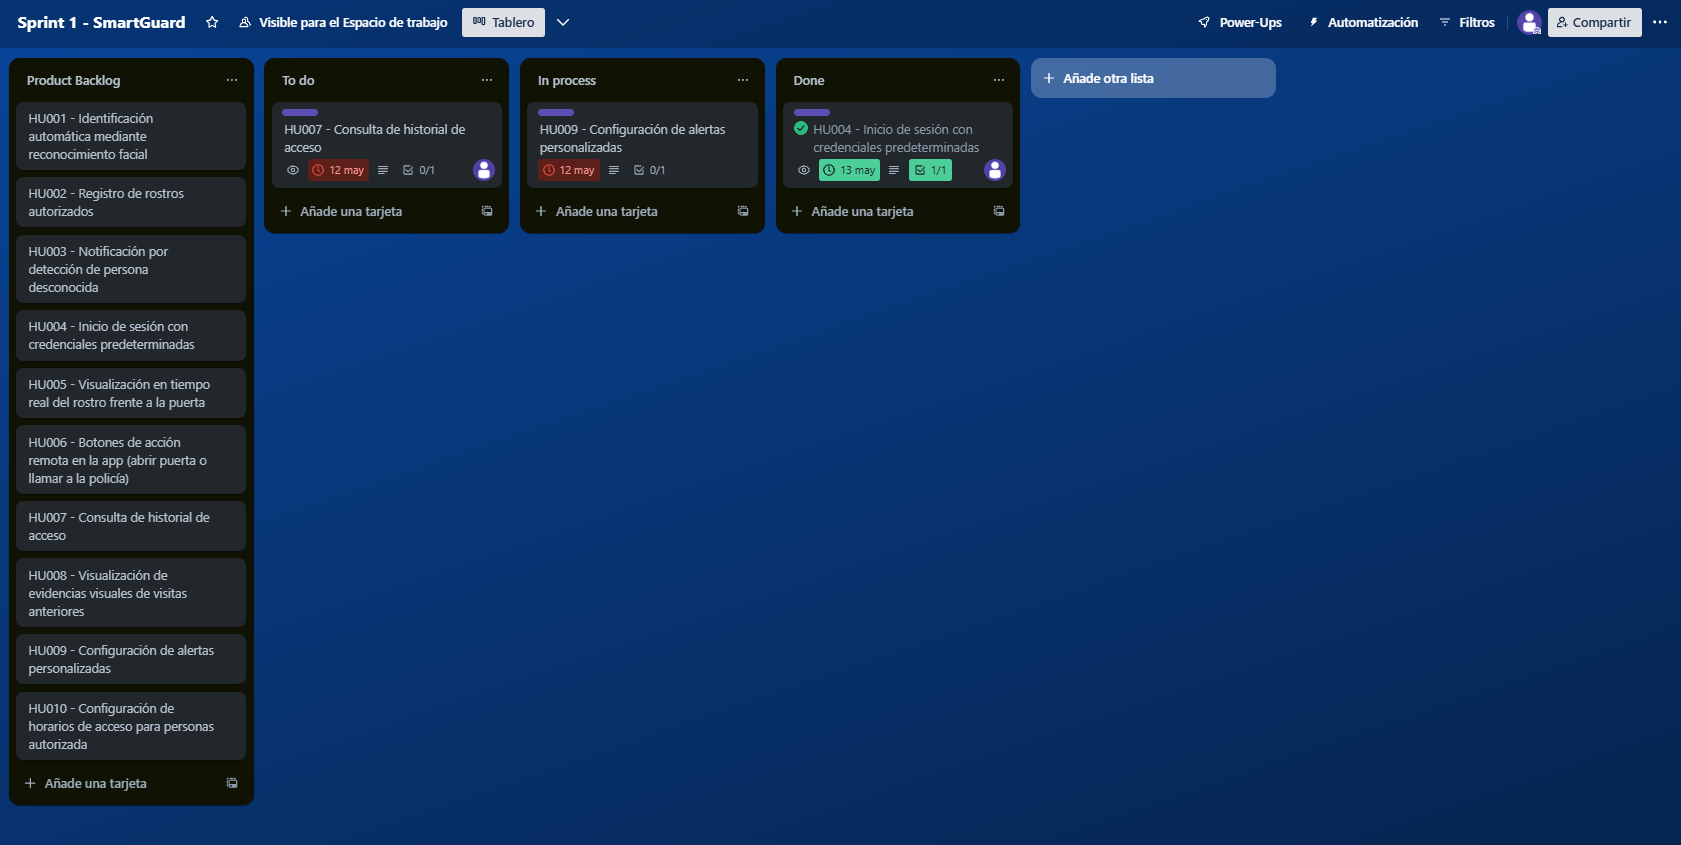 Sprint 1 - SmartGuard
Visible para el Espacio de trabajo
Tablero
Power-Ups
Automatización
Filtros
Compartir
Product Backlog
HU001 - Identificación
automática mediante
reconocimiento facial
HU002 - Registro de rostros
autorizados
HU003 - Notificación por
detección de persona
desconocida
HU004 - Inicio de sesión con
credenciales predeterminadas
HU005 - Visualización en tiempo
real del rostro frente a la puerta
HU006 - Botones de acción
remota en la app (abrir puerta o
llamar a la policía)
HU007 - Consulta de historial de
acceso
HU008 - Visualización de
evidencias visuales de visitas
anteriores
HU009 - Configuración de alertas
personalizadas
HU010 - Configuración de
horarios de acceso para personas
autorizada
Añade una tarjeta
To do
HU007 - Consulta de historial de
acceso
12 may
0/1
Añade una tarjeta
In process
HU009 - Configuración de alertas
personalizadas
12 may
0/1
Añade una tarjeta
Done
HU004 - Inicio de sesión con
credenciales predeterminadas
13 may
1/1
Añade una tarjeta
Añade otra lista